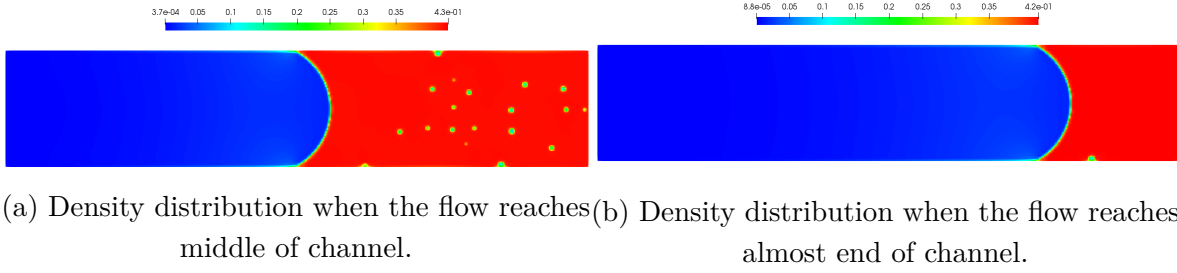 3.7e-04 0.05 0.1 0.15 0.2 0.25 0.3 0.35 4.3e-01
8.8e-05 0.05 0.1 0.15 0.2 0.25 0.3 0.35 4.2e-01
(a) Density distribution when the flow reaches
middle of channel.
(b) Density distribution when the flow reaches
almost end of channel.